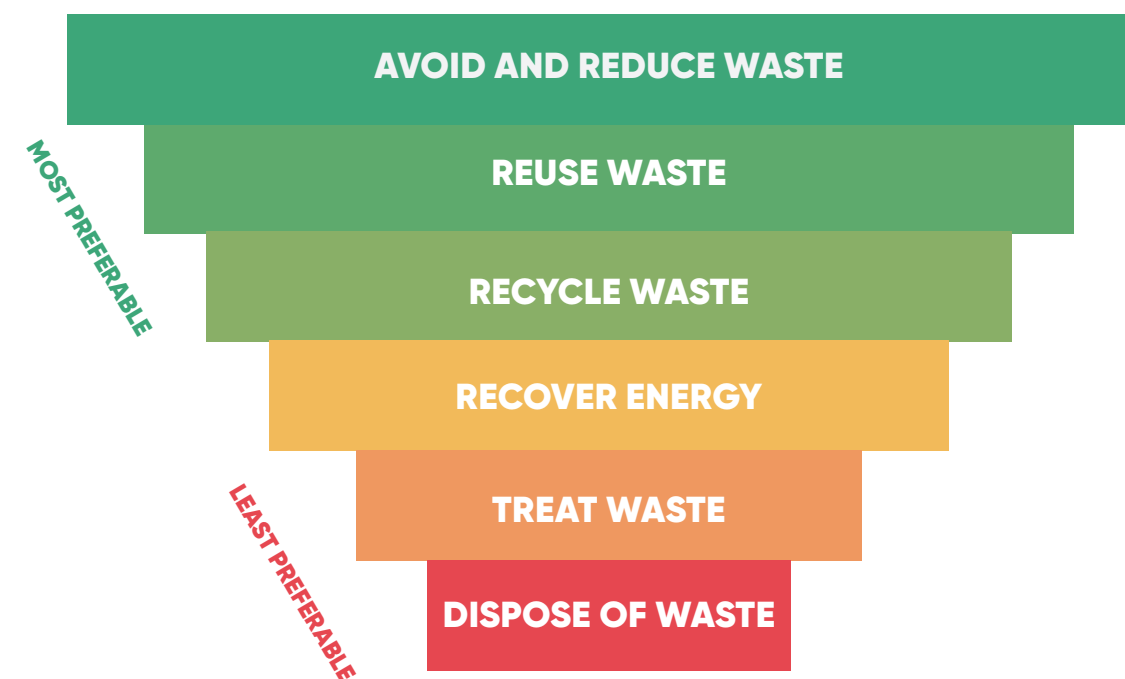 AVOID AND REDUCE WASTE
REUSE WASTE
MOST PREFERABLE
RECYCLE WASTE
RECOVER ENERGY
TREAT WASTE
LEAST PREFERABLE
DISPOSE OF WASTE